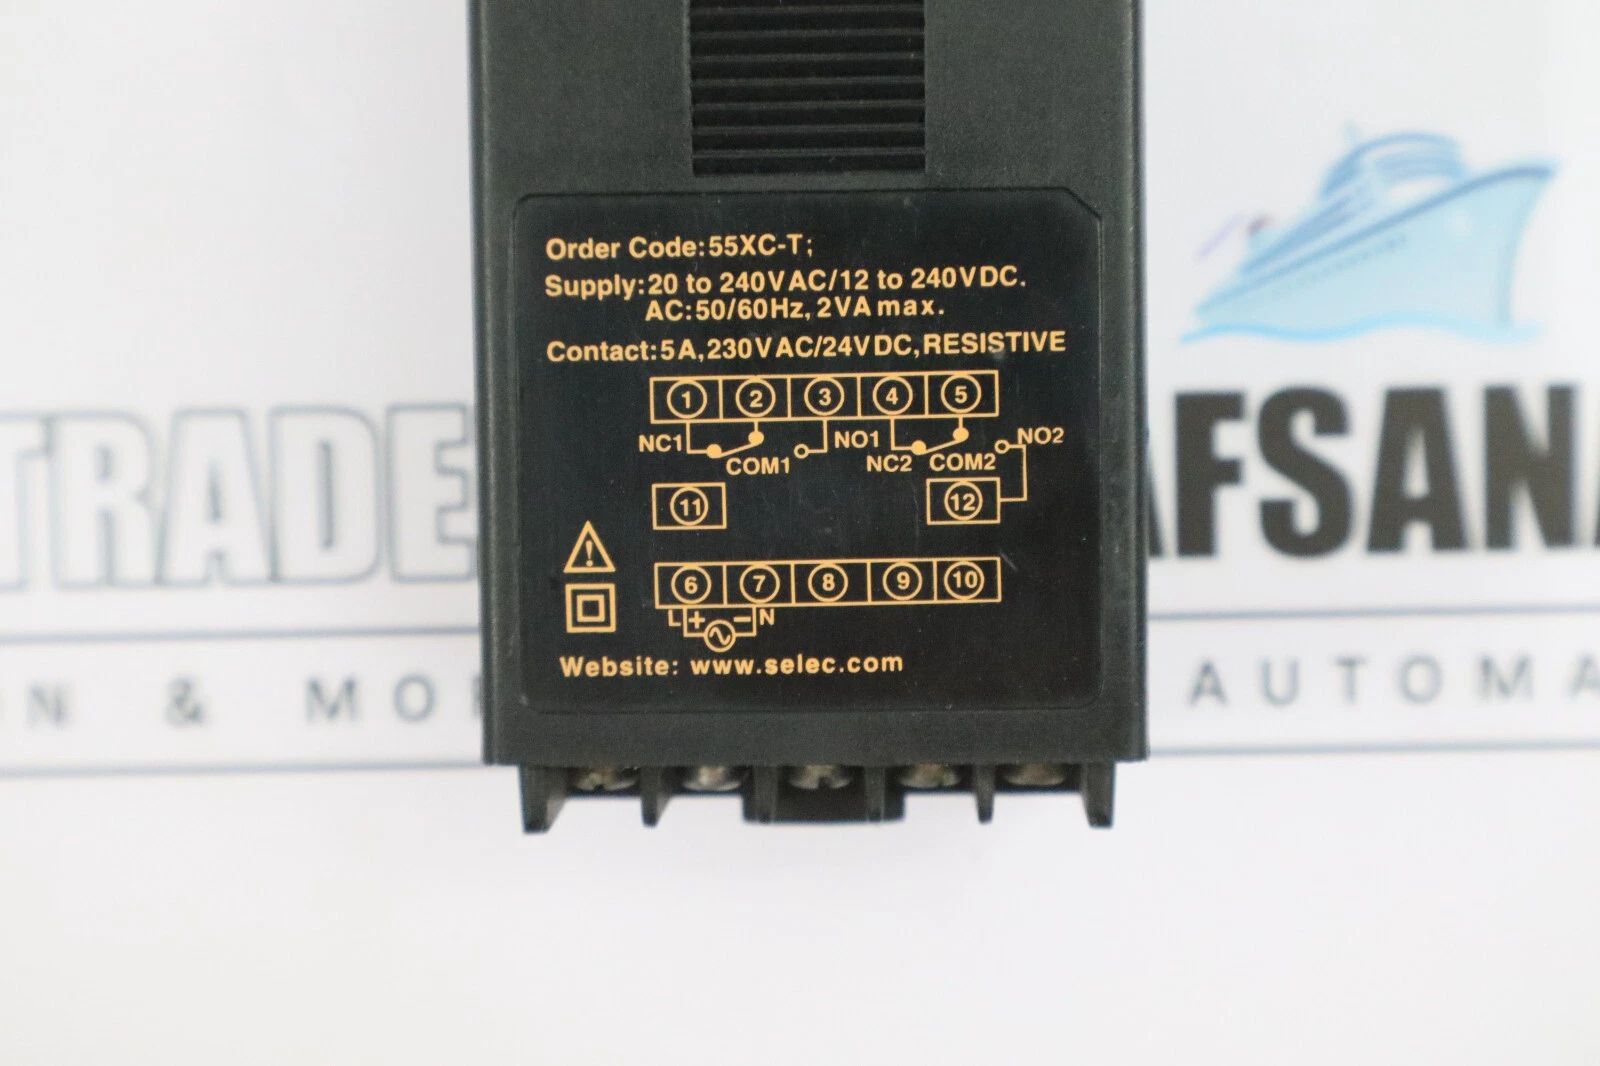 Order Code:55XC-T;
Supply:20 to 240VAC/12 to 240VDC.
AC:50/60Hz, 2VA max.
Contact:5A,230VAC/24VDC,RESISTIVE
1 2 3 4 5
NC1 COM1 NO1 NC2 COM2 NO2
11 12
6 7 8 9 10
L + - N
Website: www.selec.com
TRADE AFSANA
ON & MO AUTOMA